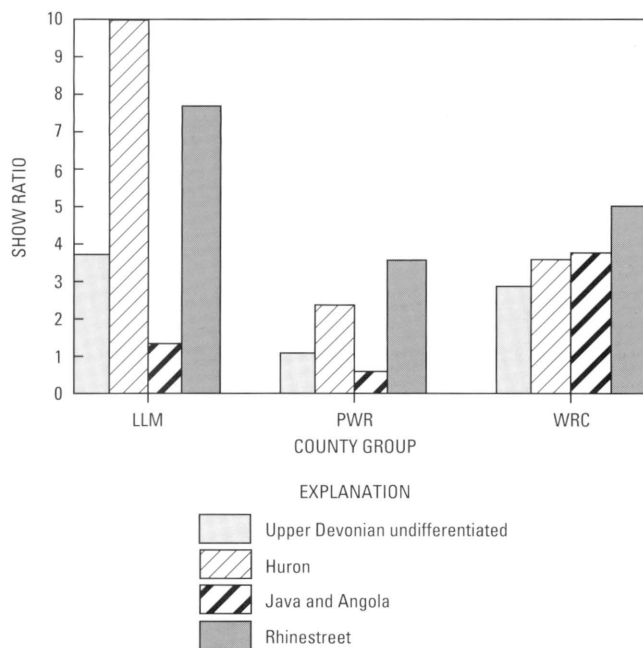 10
9
8
7
6
5
4
3
2
1
0
SHOW RATIO
LLM PWR WRC
COUNTY GROUP
EXPLANATION
Upper Devonian undifferentiated
Huron
Java and Angola
Rhinestreet